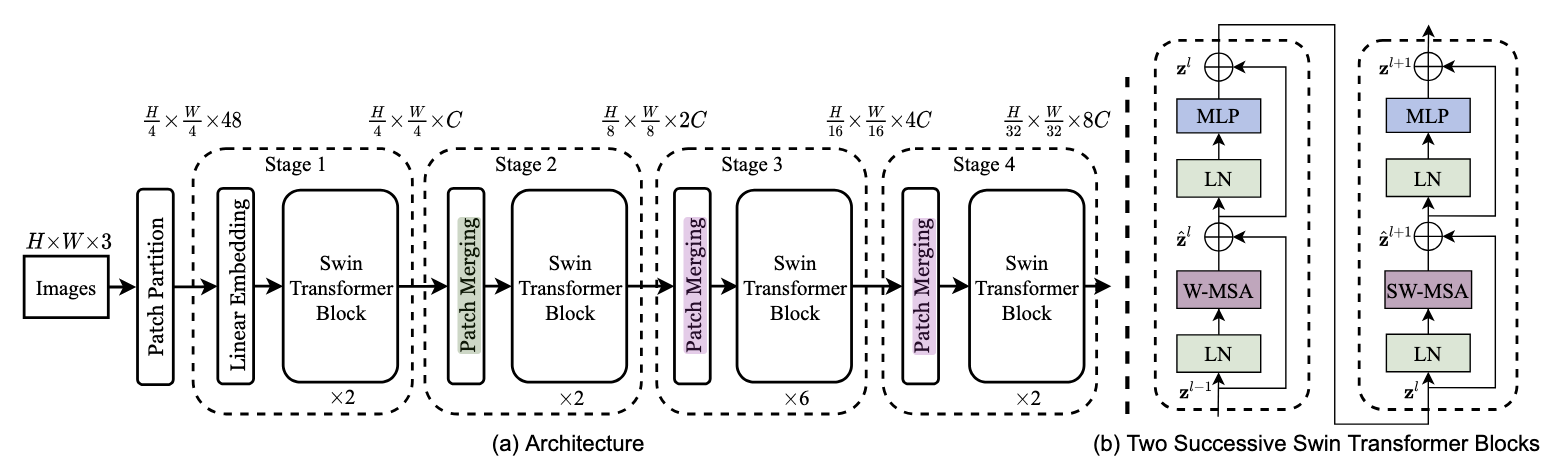 H/4 × W/4 × 48
H/4 × W/4 × C
H/8 × W/8 × 2C
H/16 × W/16 × 4C
H/32 × W/32 × 8C
H×W×3
Images
Patch Partition
Stage 1
Linear Embedding
Swin
Transformer
Block
×2
Stage 2
Patch Merging
Swin
Transformer
Block
×2
Stage 3
Patch Merging
Swin
Transformer
Block
×6
Stage 4
Patch Merging
Swin
Transformer
Block
×2
(a) Architecture
z^l
MLP
LN
ẑ^l
W-MSA
LN
z^{l-1}
z^{l+1}
MLP
LN
ẑ^{l+1}
SW-MSA
LN
z^l
(b) Two Successive Swin Transformer Blocks